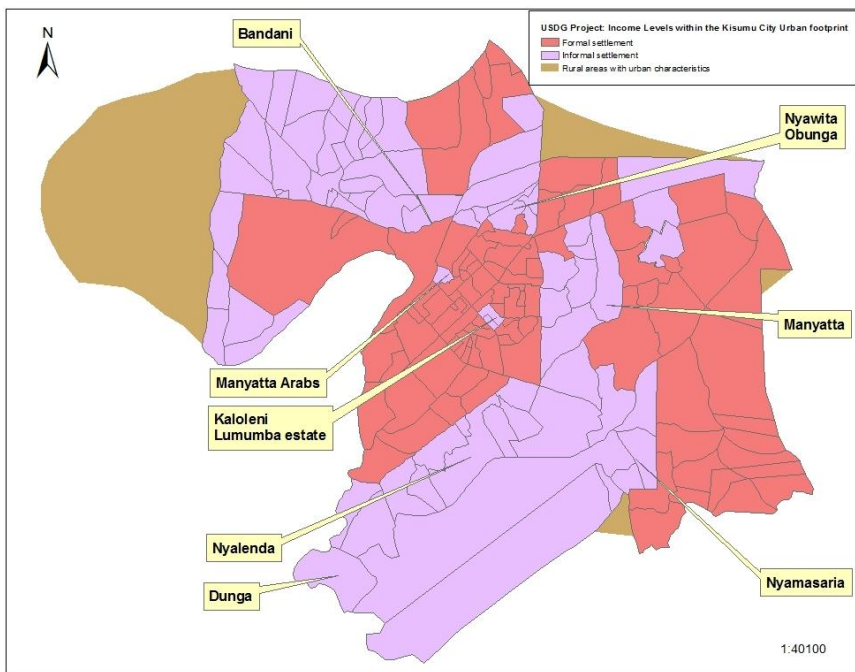 USDG Project: Income Levels within the Kisumu City Urban footprint
Formal settlement
Informal settlement
Rural areas with urban characteristics
N
Bandani
Nyawita
Obunga
Manyatta
Manyatta Arabs
Kaloleni
Lumumba estate
Nyalenda
Dunga
Nyamasaria
1:40100